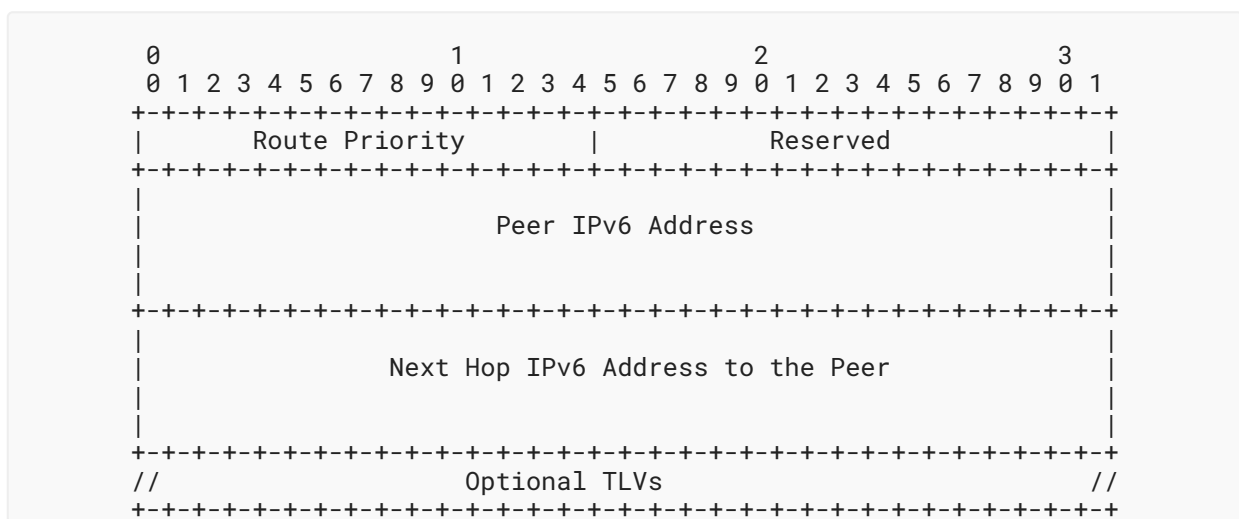 0                   1                   2                   3
 0 1 2 3 4 5 6 7 8 9 0 1 2 3 4 5 6 7 8 9 0 1 2 3 4 5 6 7 8 9 0 1
+-+-+-+-+-+-+-+-+-+-+-+-+-+-+-+-+-+-+-+-+-+-+-+-+-+-+-+-+-+-+-+-+
|       Route Priority        |           Reserved              |
+-+-+-+-+-+-+-+-+-+-+-+-+-+-+-+-+-+-+-+-+-+-+-+-+-+-+-+-+-+-+-+-+
|                                                               |
|                       Peer IPv6 Address                       |
|                                                               |
|                                                               |
+-+-+-+-+-+-+-+-+-+-+-+-+-+-+-+-+-+-+-+-+-+-+-+-+-+-+-+-+-+-+-+-+
|                                                               |
|                Next Hop IPv6 Address to the Peer              |
|                                                               |
|                                                               |
+-+-+-+-+-+-+-+-+-+-+-+-+-+-+-+-+-+-+-+-+-+-+-+-+-+-+-+-+-+-+-+-+
//                    Optional TLVs                            //
+-+-+-+-+-+-+-+-+-+-+-+-+-+-+-+-+-+-+-+-+-+-+-+-+-+-+-+-+-+-+-+-+